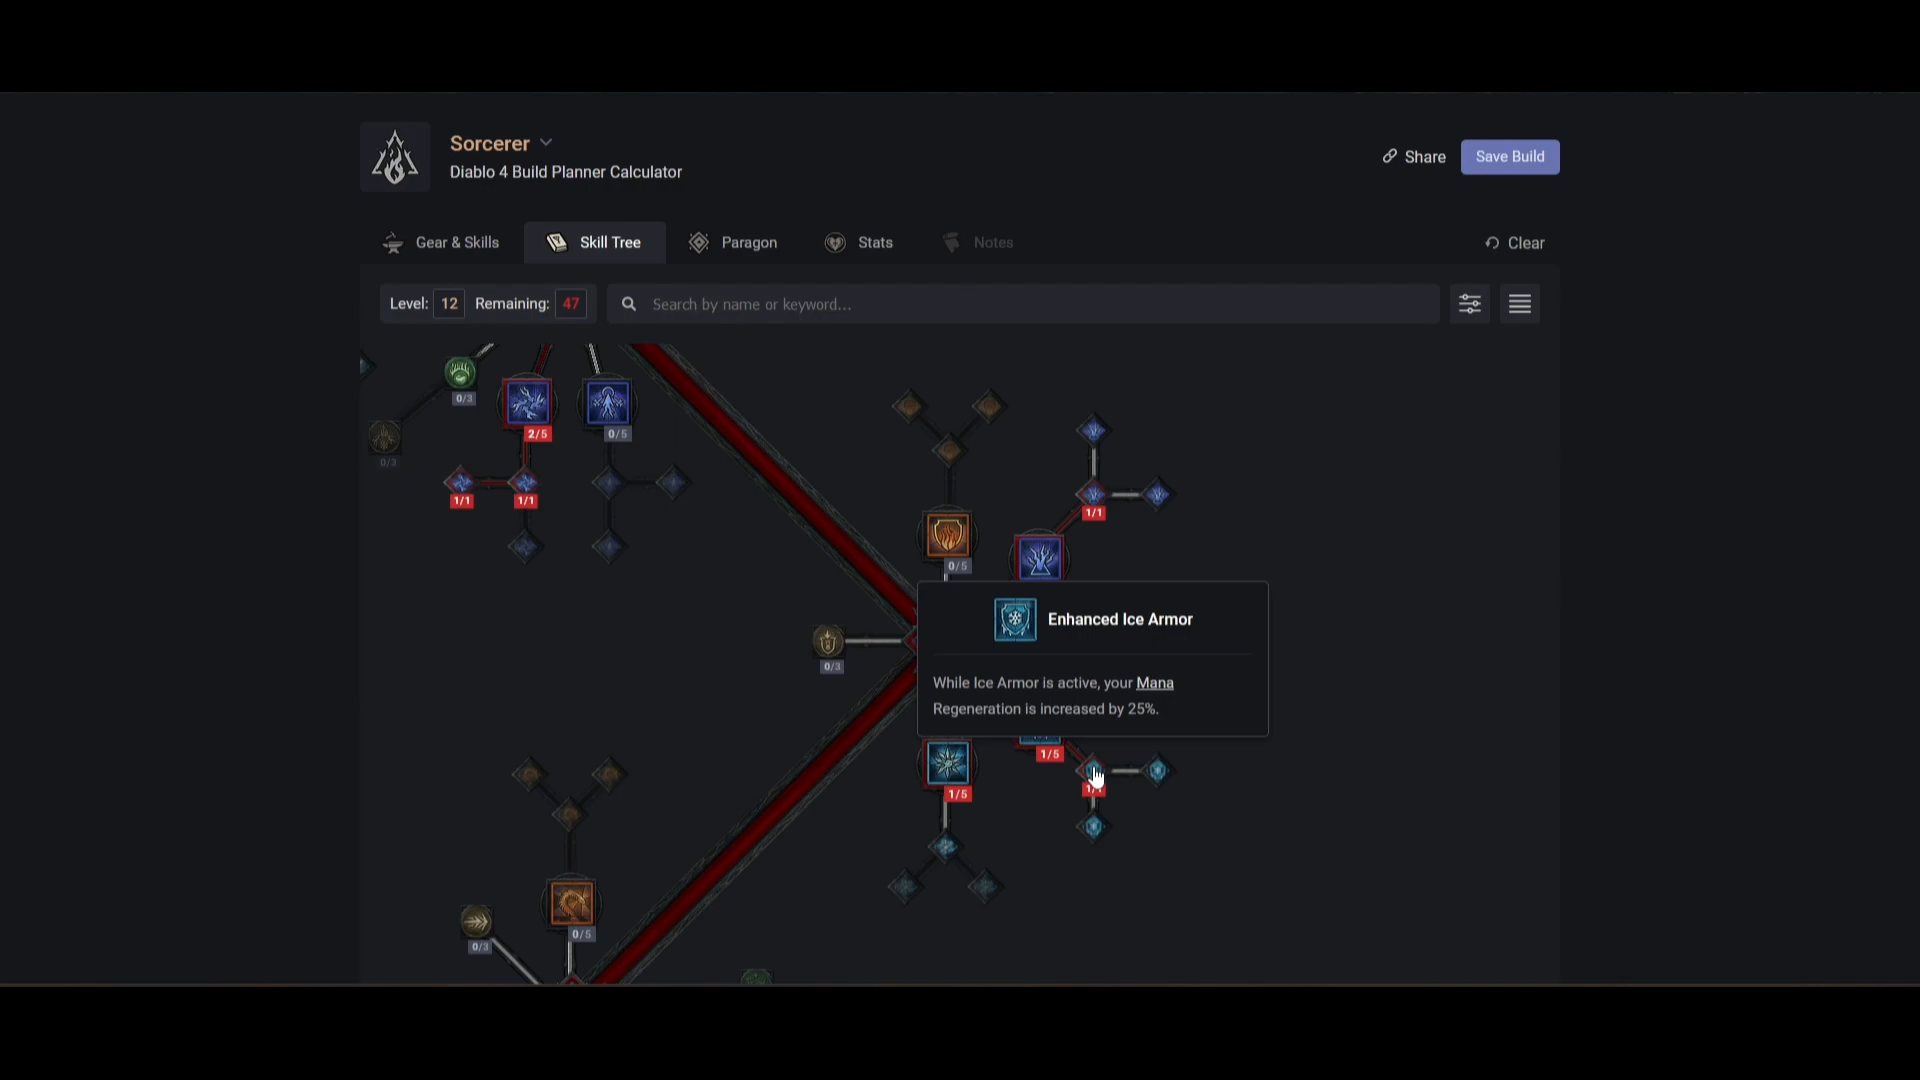 Sorcerer
Diablo 4 Build Planner Calculator
Share
Save Build
Gear & Skills
Skill Tree
Paragon
Stats
Notes
Clear
Level: 12 Remaining: 47
Search by name or keyword...
0/3
2/5
0/5
0/3
1/1
1/1
1/1
0/5
Enhanced Ice Armor
0/3
While Ice Armor is active, your Mana
Regeneration is increased by 25%.
1/5
1/5
1/1
0/5
0/3